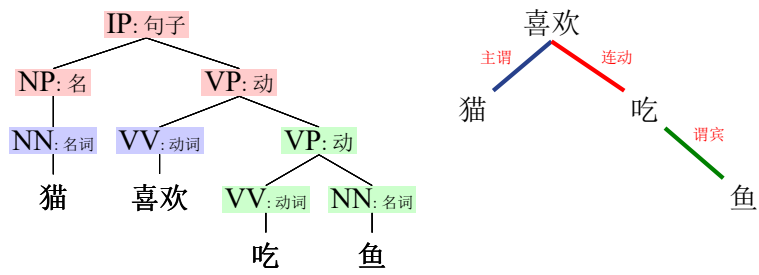 IP: 句子
NP: 名 VP: 动
NN: 名词 VV: 动词 VP: 动
猫 喜欢 VV: 动词 NN: 名词
吃 鱼
喜欢
主谓 连动
猫 吃
谓宾
鱼